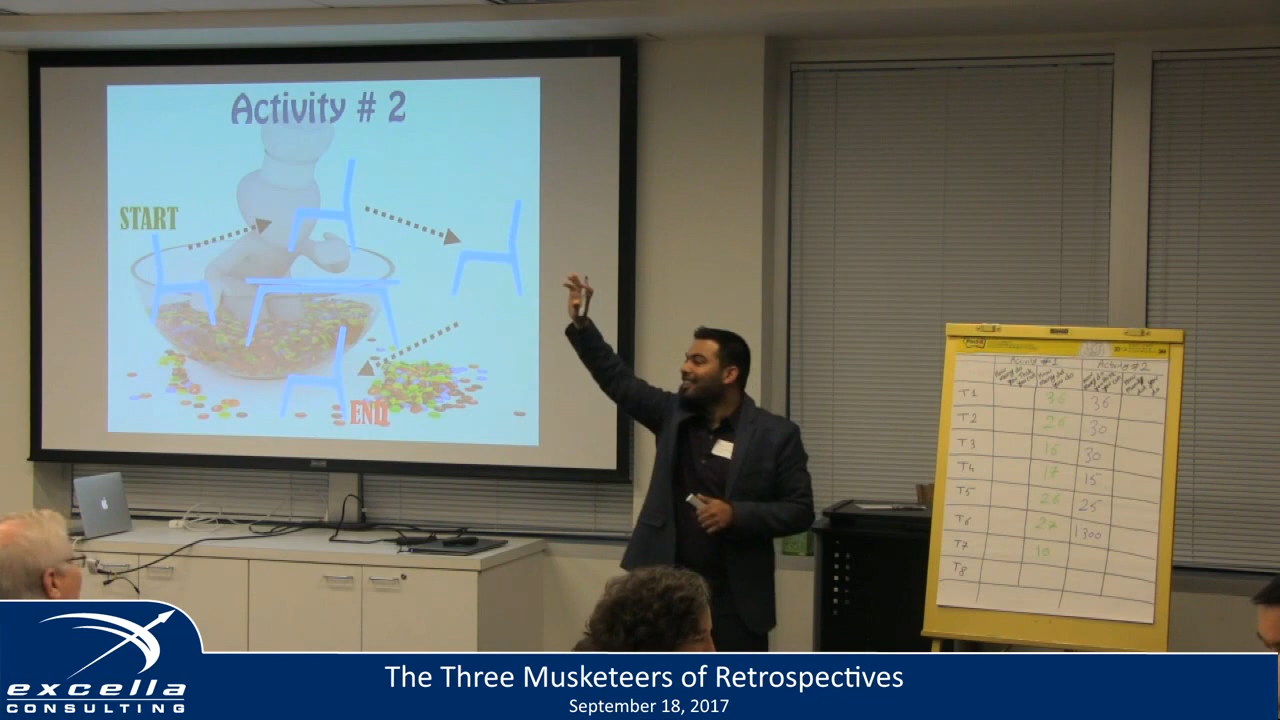 Activity # 2
START
END
Activity #1
Activity #2
T1 36 36
T2 26 30
T3 30
T4 17 15
T5 26 25
T6 27 1300
T7 10
T8
excella
CONSULTING
The Three Musketeers of Retrospectives
September 18, 2017